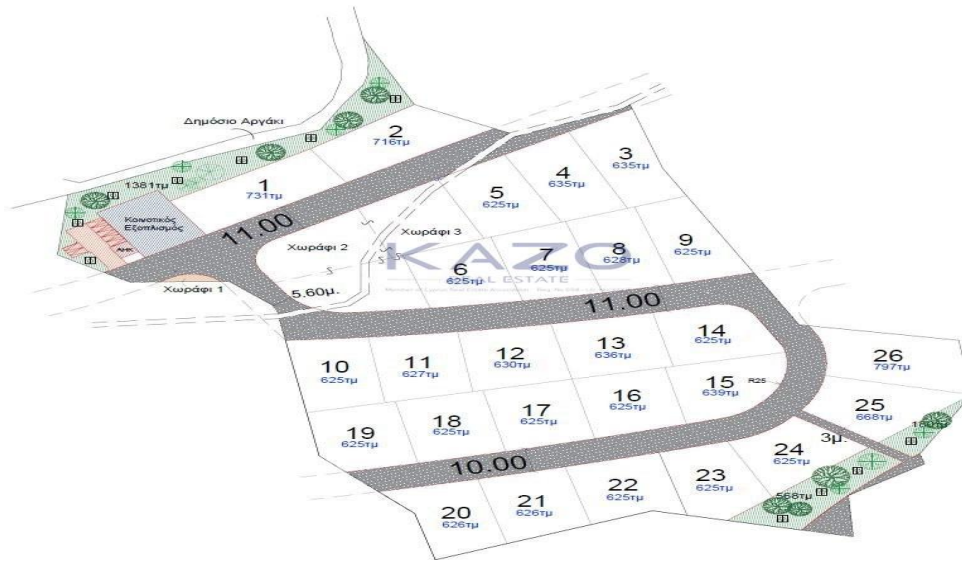 Δημόσιο Αργάκι
2
716τμ
1381τμ
1
731τμ
3
635τμ
4
635τμ
5
625τμ
Κοινοτικός
Εξοπλισμός
ΑΗΚ
11.00
Χωράφι 1
Χωράφι 2
Χωράφι 3
5.60μ.
KAZO
REAL ESTATE
6
625τμ
7
625τμ
8
628τμ
9
625τμ
11.00
10
625τμ
11
627τμ
12
630τμ
13
636τμ
14
625τμ
15
639τμ
R25
16
625τμ
17
625τμ
18
625τμ
19
625τμ
26
797τμ
25
668τμ
3μ.
24
625τμ
568τμ
10.00
20
626τμ
21
626τμ
22
625τμ
23
625τμ